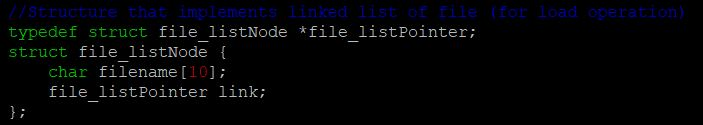 //Structure that implements linked list of file (for load operation)
typedef struct file_listNode *file_listPointer;
struct file_listNode {
    char filename[10];
    file_listPointer link;
};